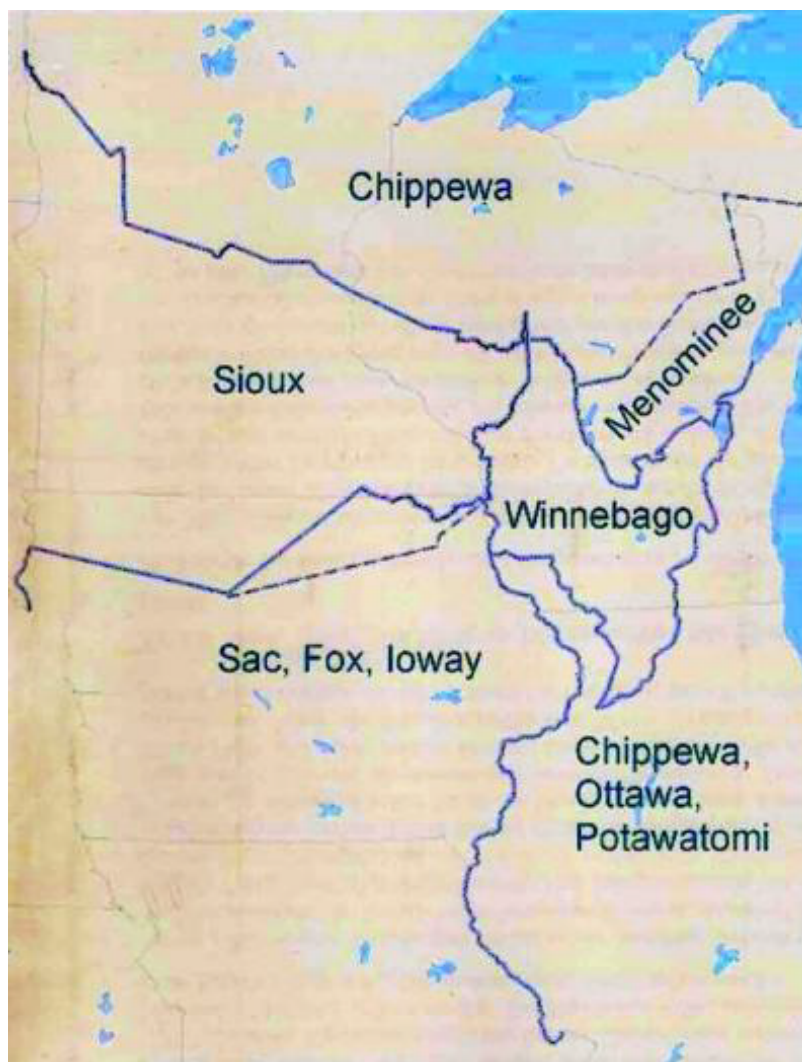 Chippewa
Menominee
Sioux
Winnebago
Sac, Fox, Ioway
Chippewa,
Ottawa,
Potawatomi